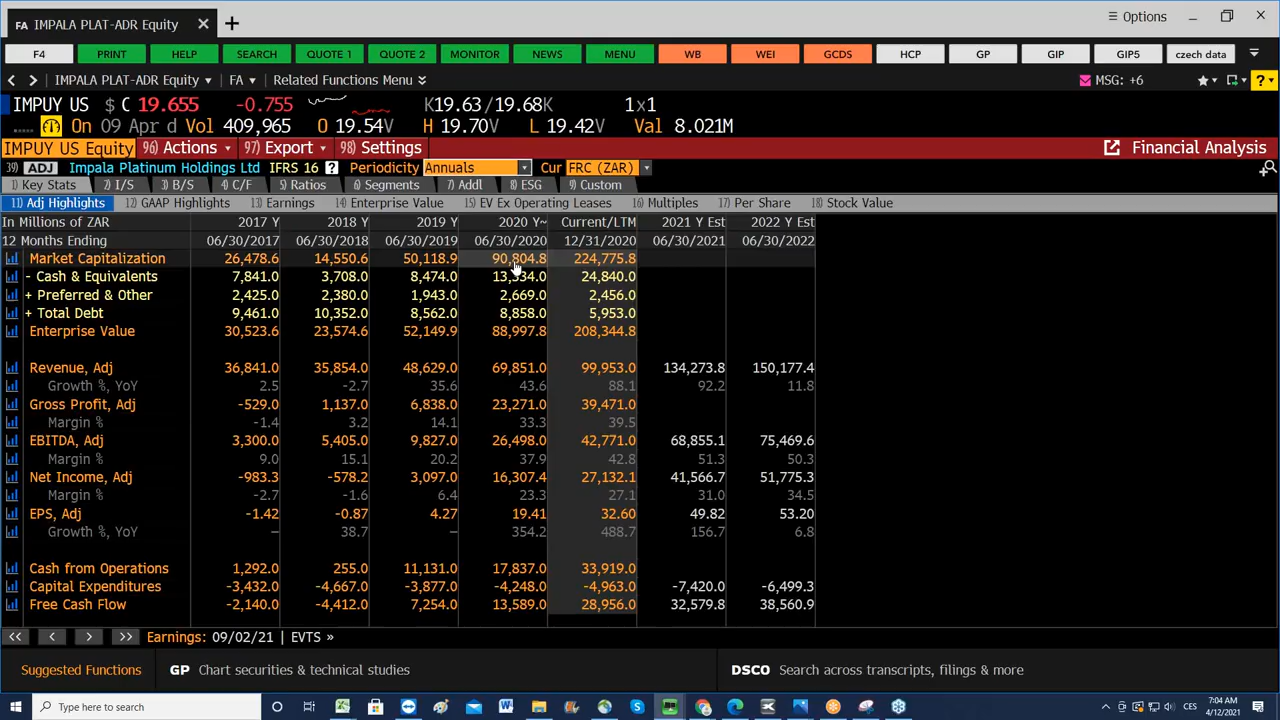 FA IMPALA PLAT-ADR Equity × + Options
F4 PRINT HELP SEARCH QUOTE 1 QUOTE 2 MONITOR NEWS MENU WB WEI GCDS HCP GP GIP GIP5 czech data
IMPALA PLAT-ADR Equity FA Related Functions Menu MSG: +6
IMPUY US $ C 19.655 -0.755 K19.63/19.68K 1x1
On 09 Apr d Vol 409,965 O 19.54V H 19.70V L 19.42V Val 8.021M
IMPUY US Equity 96) Actions 97) Export 98) Settings Financial Analysis
39) ADJ Impala Platinum Holdings Ltd IFRS 16 ? Periodicity Annuals Cur FRC (ZAR)
1) Key Stats 2) I/S 3) B/S 4) C/F 5) Ratios 6) Segments 7) Addl 8) ESG 9) Custom
11) Adj Highlights 12) GAAP Highlights 13) Earnings 14) Enterprise Value 15) EV Ex Operating Leases 16) Multiples 17) Per Share 18) Stock Value
In Millions of ZAR 2017 Y 2018 Y 2019 Y 2020 Y~ Current/LTM 2021 Y Est 2022 Y Est
12 Months Ending 06/30/2017 06/30/2018 06/30/2019 06/30/2020 12/31/2020 06/30/2021 06/30/2022
Market Capitalization 26,478.6 14,550.6 50,118.9 90,804.8 224,775.8
- Cash & Equivalents 7,841.0 3,708.0 8,474.0 13,334.0 24,840.0
+ Preferred & Other 2,425.0 2,380.0 1,943.0 2,669.0 2,456.0
+ Total Debt 9,461.0 10,352.0 8,562.0 8,858.0 5,953.0
Enterprise Value 30,523.6 23,574.6 52,149.9 88,997.8 208,344.8
Revenue, Adj 36,841.0 35,854.0 48,629.0 69,851.0 99,953.0 134,273.8 150,177.4
Growth %, YoY 2.5 -2.7 35.6 43.6 88.1 92.2 11.8
Gross Profit, Adj -529.0 1,137.0 6,838.0 23,271.0 39,471.0
Margin % -1.4 3.2 14.1 33.3 39.5
EBITDA, Adj 3,300.0 5,405.0 9,827.0 26,498.0 42,771.0 68,855.1 75,469.6
Margin % 9.0 15.1 20.2 37.9 42.8 51.3 50.3
Net Income, Adj -983.3 -578.2 3,097.0 16,307.4 27,132.1 41,566.7 51,775.3
Margin % -2.7 -1.6 6.4 23.3 27.1 31.0 34.5
EPS, Adj -1.42 -0.87 4.27 19.41 32.60 49.82 53.20
Growth %, YoY — 38.7 — 354.2 488.7 156.7 6.8
Cash from Operations 1,292.0 255.0 11,131.0 17,837.0 33,919.0
Capital Expenditures -3,432.0 -4,667.0 -3,877.0 -4,248.0 -4,963.0 -7,420.0 -6,499.3
Free Cash Flow -2,140.0 -4,412.0 7,254.0 13,589.0 28,956.0 32,579.8 38,560.9
<< < > >> Earnings: 09/02/21 | EVTS »
Suggested Functions GP Chart securities & technical studies DSCO Search across transcripts, filings & more
Type here to search CES 7:04 AM
4/12/2021